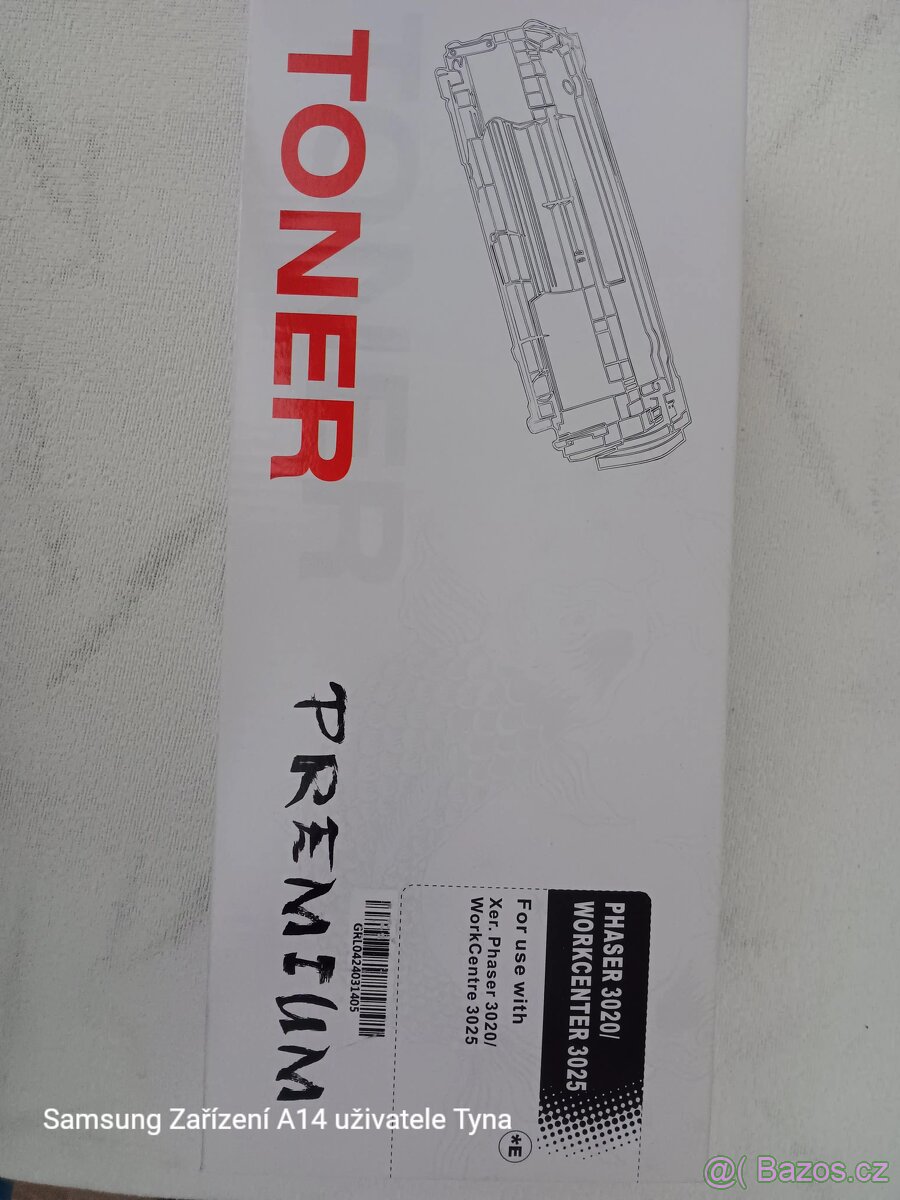 TONER
PREMIUM
GRL0424031405
PHASER 3020/
WORKCENTER 3025
For use with
Xer. Phaser 3020/
WorkCentre 3025
*E
Samsung Zařízení A14 uživatele Tyna
@( Bazos.cz